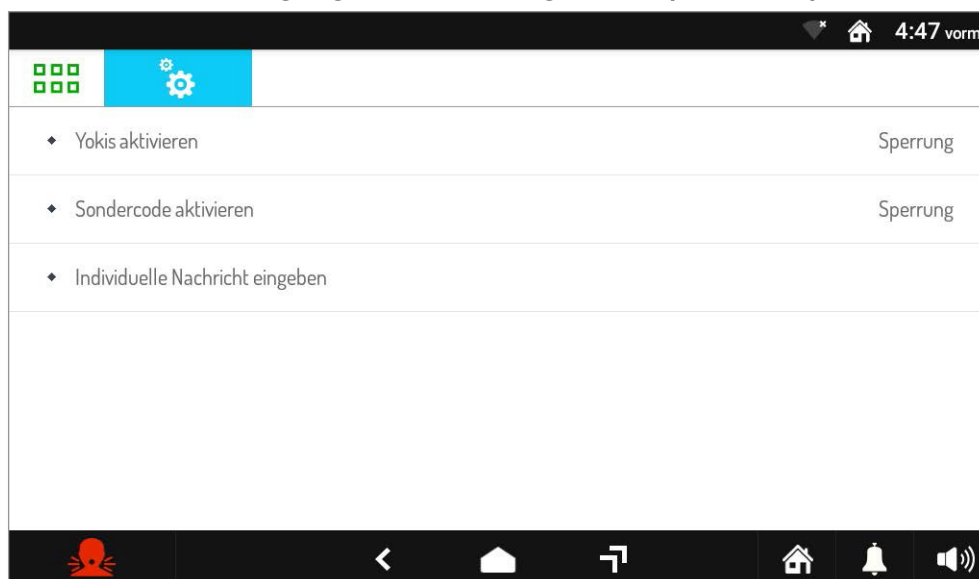 4:47 vorm
Yokis aktivieren Sperrung
Sondercode aktivieren Sperrung
Individuelle Nachricht eingeben